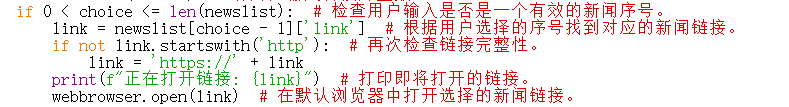 if 0 < choice <= len(newslist):  # 检查用户输入是否是一个有效的新闻序号。
    link = newslist[choice - 1]['link']  # 根据用户选择的序号找到对应的新闻链接。
    if not link.startswith('http'):  # 再次检查链接完整性。
        link = 'https://' + link
    print(f"正在打开链接: {link}")  # 打印即将打开的链接。
    webbrowser.open(link)  # 在默认浏览器中打开选择的新闻链接。